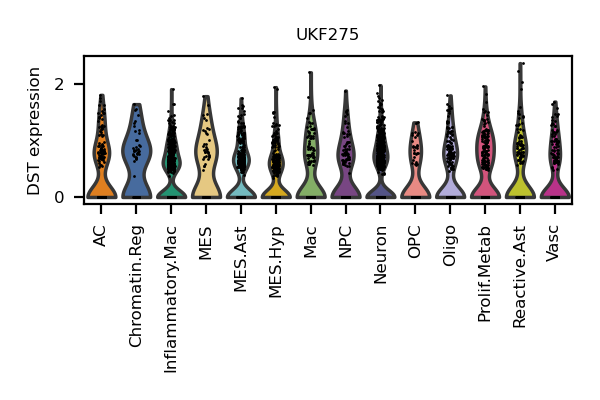 UKF275
DST expression
2
0
AC
Chromatin.Reg
Inflammatory.Mac
MES
MES.Ast
MES.Hyp
Mac
NPC
Neuron
OPC
Oligo
Prolif.Metab
Reactive.Ast
Vasc